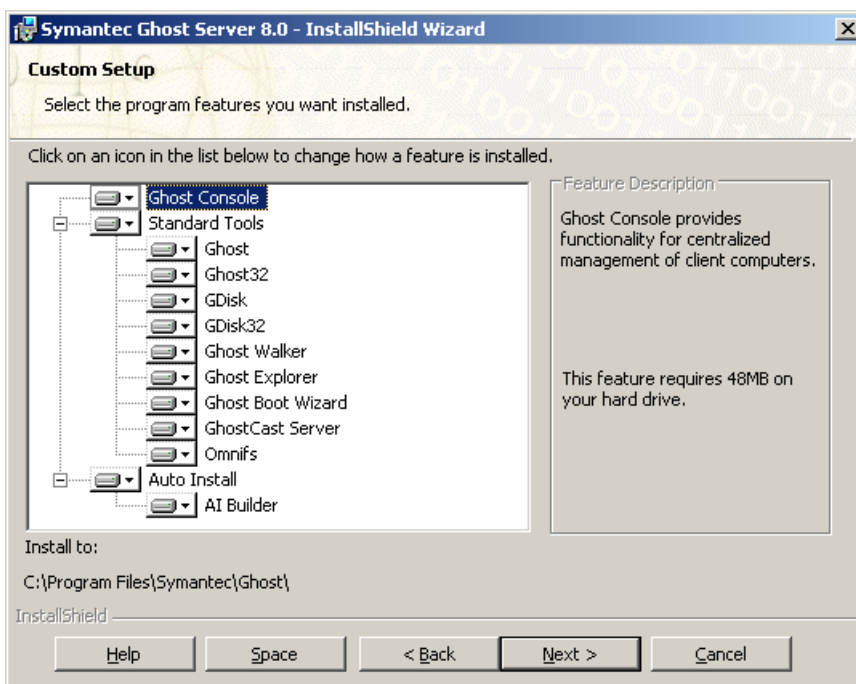 Symantec Ghost Server 8.0 - InstallShield Wizard
Custom Setup
Select the program features you want installed.
Click on an icon in the list below to change how a feature is installed.
Ghost Console
Standard Tools
Ghost
Ghost32
GDisk
GDisk32
Ghost Walker
Ghost Explorer
Ghost Boot Wizard
GhostCast Server
Omnifs
Auto Install
AI Builder
Feature Description
Ghost Console provides
functionality for centralized
management of client computers.
This feature requires 48MB on
your hard drive.
Install to:
C:\Program Files\Symantec\Ghost\
InstallShield
Help
Space
< Back
Next >
Cancel